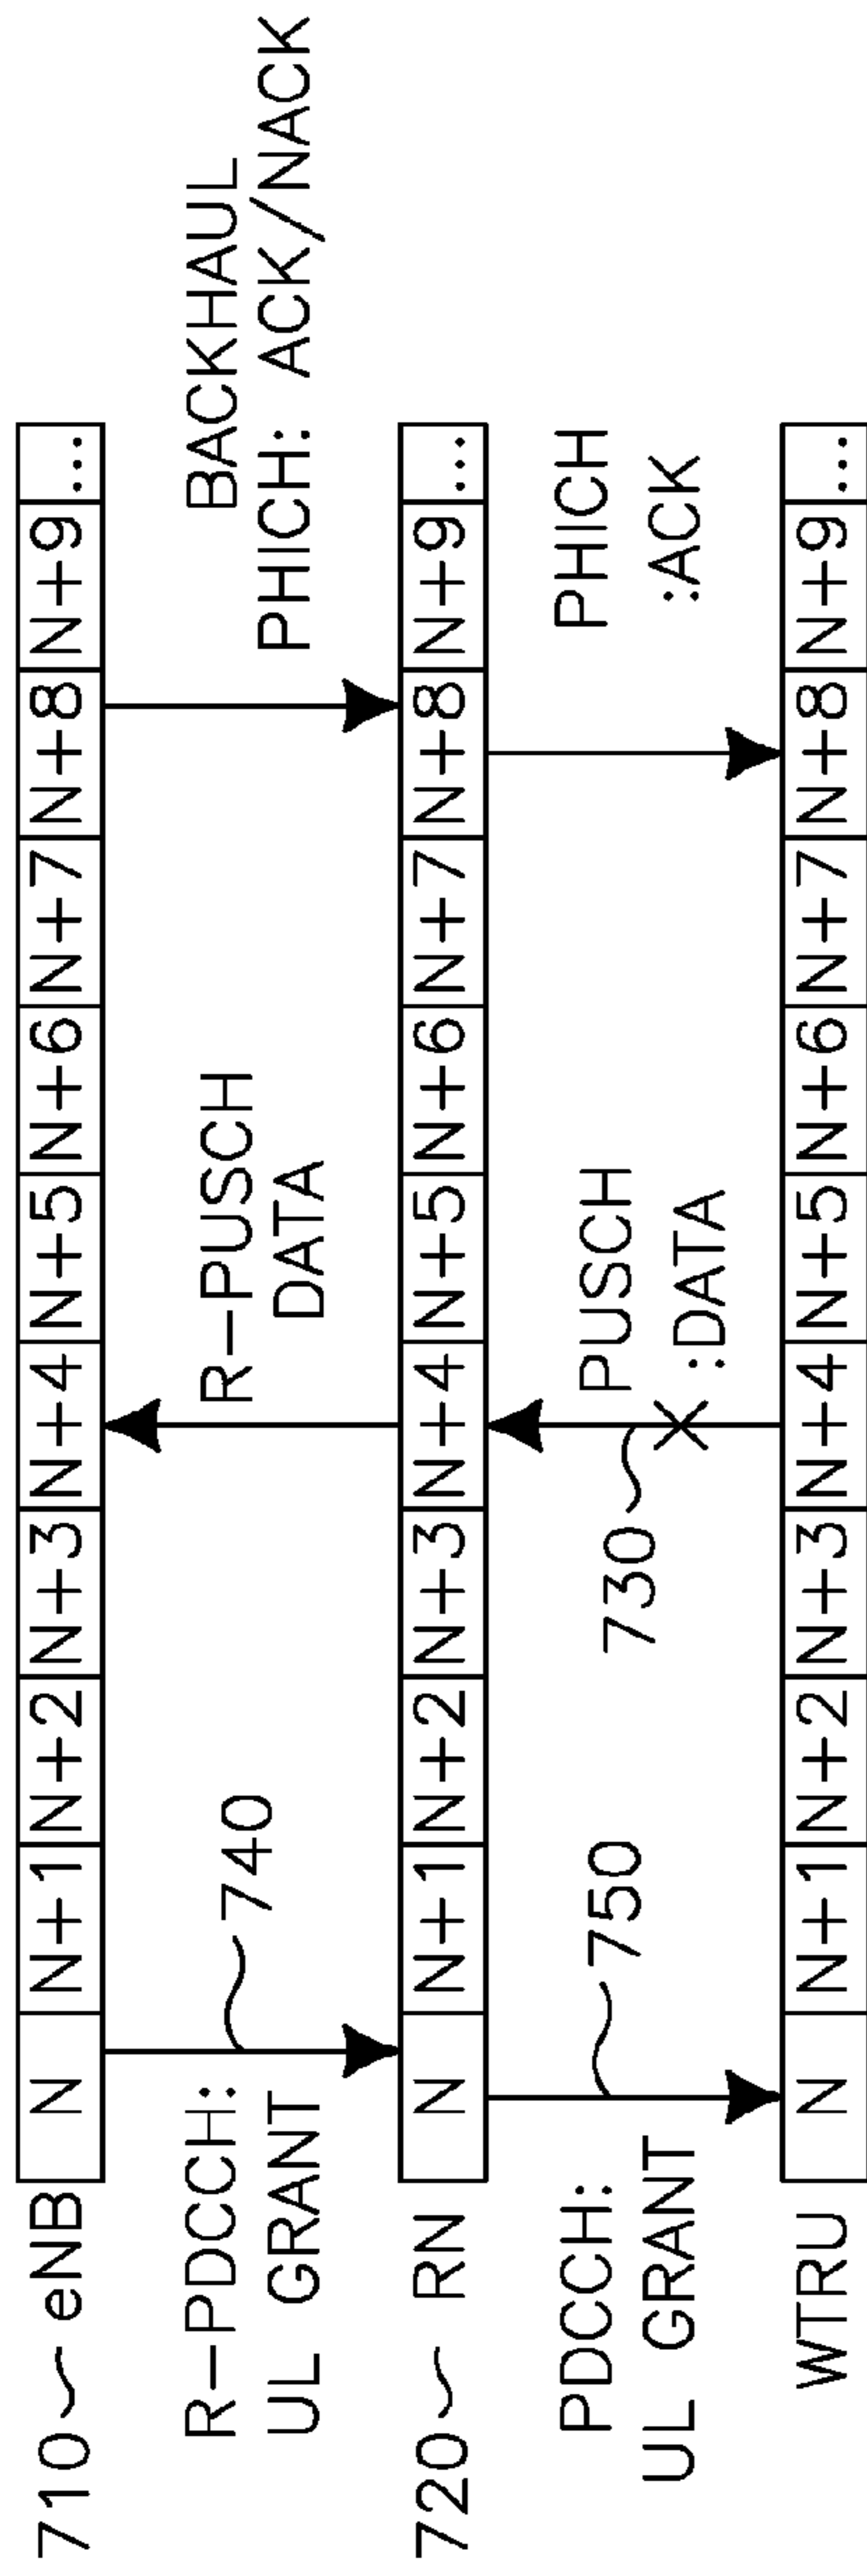 710 eNB N N+1 N+2 N+3 N+4 N+5 N+6 N+7 N+8 N+9 ...
R-PDCCH:
UL GRANT
740
R-PUSCH
DATA
BACKHAUL
PHICH: ACK/NACK
720 RN N N+1 N+2 N+3 N+4 N+5 N+6 N+7 N+8 N+9 ...
PDCCH:
UL GRANT
750
730
PUSCH
:DATA
PHICH
:ACK
WTRU N N+1 N+2 N+3 N+4 N+5 N+6 N+7 N+8 N+9 ...